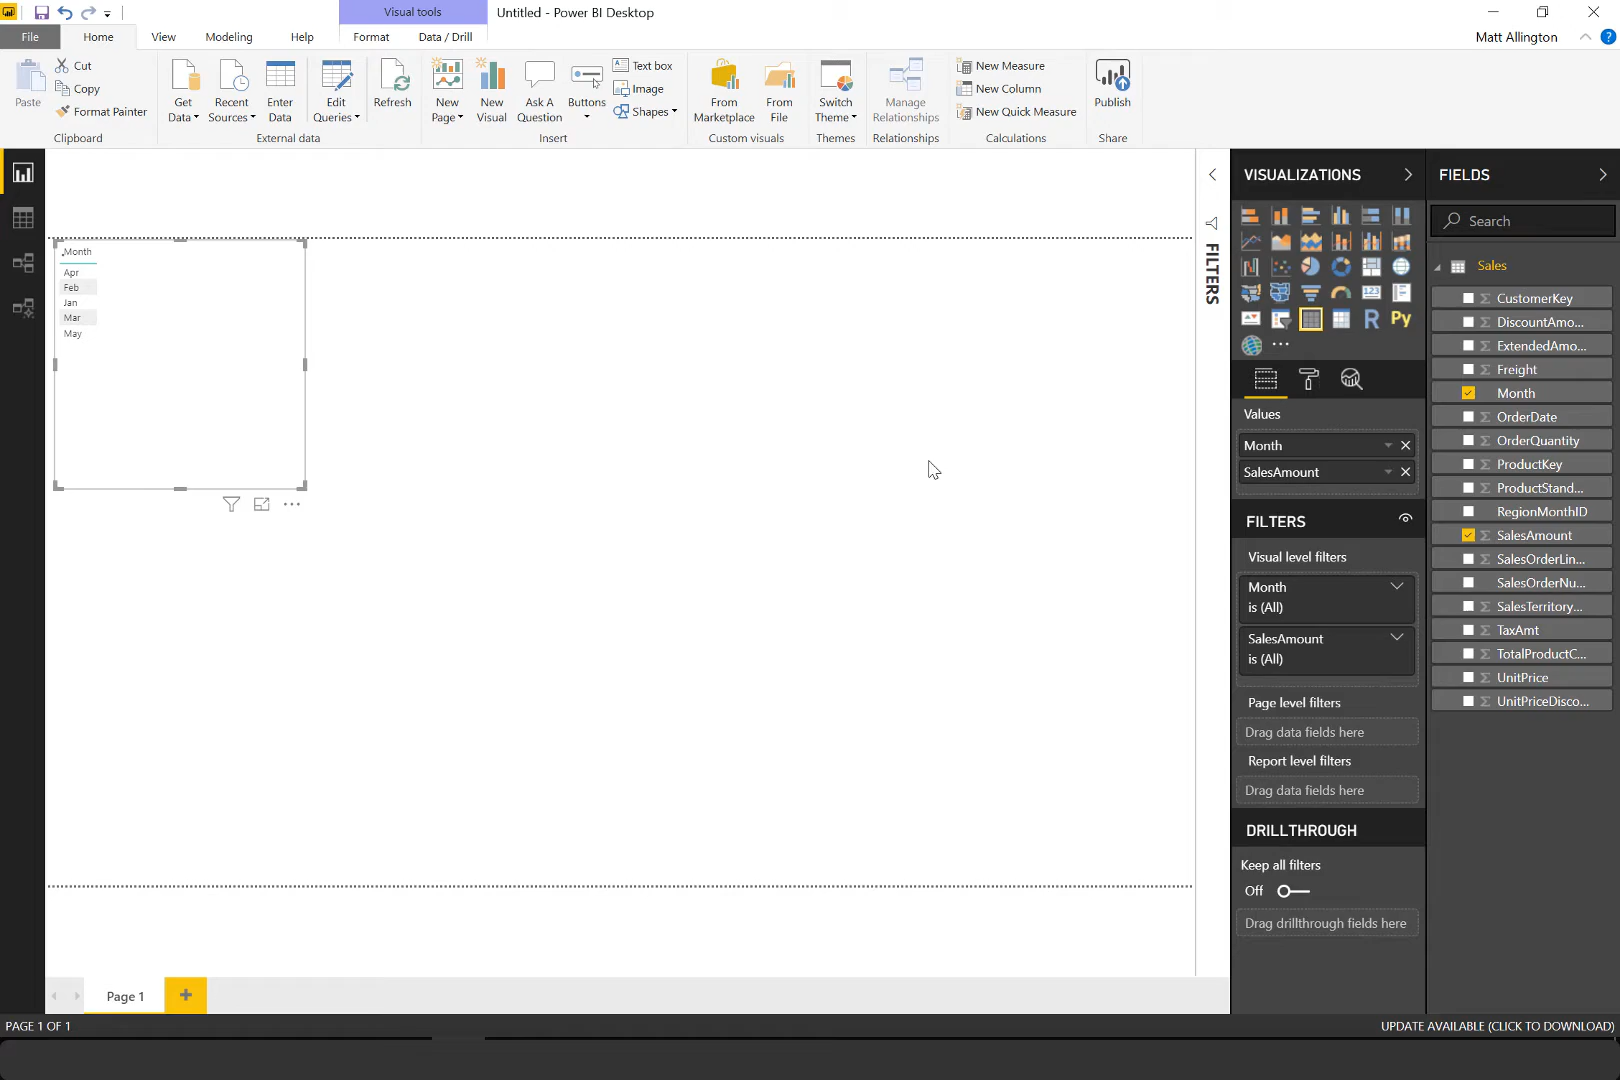 Visual tools
Untitled - Power BI Desktop
File
Home
View
Modeling
Help
Format
Data / Drill
Matt Allington
Paste
Cut
Copy
Format Painter
Clipboard
Get Data
Recent Sources
Enter Data
Edit Queries
Refresh
External data
New Page
New Visual
Ask A Question
Buttons
Text box
Image
Shapes
Insert
From Marketplace
From File
Custom visuals
Switch Theme
Themes
Manage Relationships
Relationships
New Measure
New Column
New Quick Measure
Calculations
Publish
Share
Month
Apr
Feb
Jan
Mar
May
FILTERS
VISUALIZATIONS
123
R
Py
Values
Month
SalesAmount
FILTERS
Visual level filters
Month
is (All)
SalesAmount
is (All)
Page level filters
Drag data fields here
Report level filters
Drag data fields here
DRILLTHROUGH
Keep all filters
Off
Drag drillthrough fields here
FIELDS
Search
Sales
CustomerKey
DiscountAmo...
ExtendedAmo...
Freight
Month
OrderDate
OrderQuantity
ProductKey
ProductStand...
RegionMonthID
SalesAmount
SalesOrderLin...
SalesOrderNu...
SalesTerritory...
TaxAmt
TotalProductC...
UnitPrice
UnitPriceDisco...
Page 1
PAGE 1 OF 1
UPDATE AVAILABLE (CLICK TO DOWNLOAD)